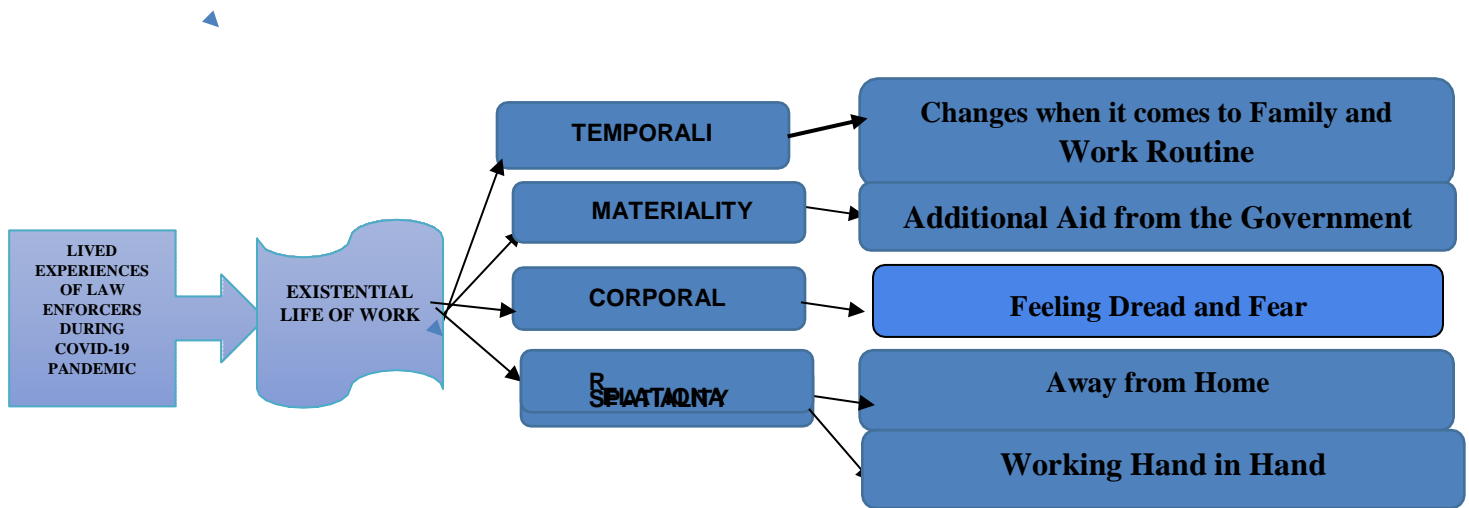 LIVED
EXPERIENCES
OF LAW
ENFORCERS
DURING
COVID-19
PANDEMIC
EXISTENTIAL
LIFE OF WORK
TEMPORALI
MATERIALITY
CORPORAL
R
ELATIONA
SPATIALITY
Changes when it comes to Family and
Work Routine
Additional Aid from the Government
Feeling Dread and Fear
Away from Home
Working Hand in Hand